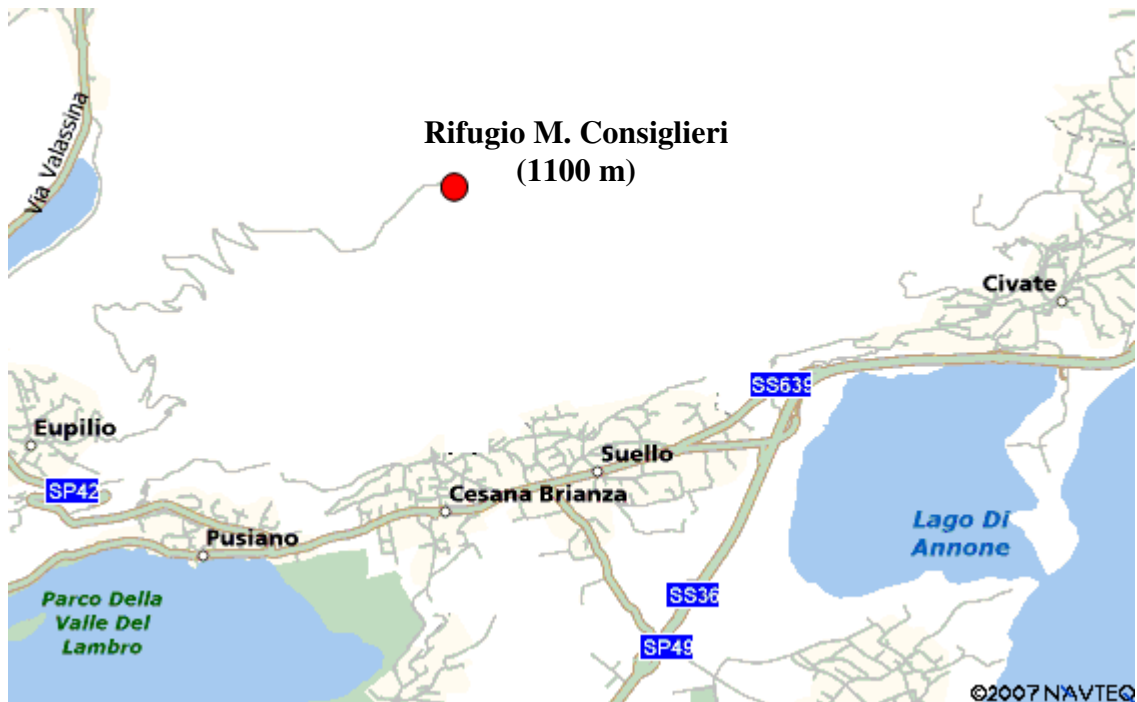 Via Valassina
Rifugio M. Consiglieri
(1100 m)
Civate
SS639
Eupilio
Suello
SP42
Cesana Brianza
Pusiano
Lago Di
Annone
Parco Della
Valle Del
Lambro
SS36
SP49
©2007 NAVTEQ